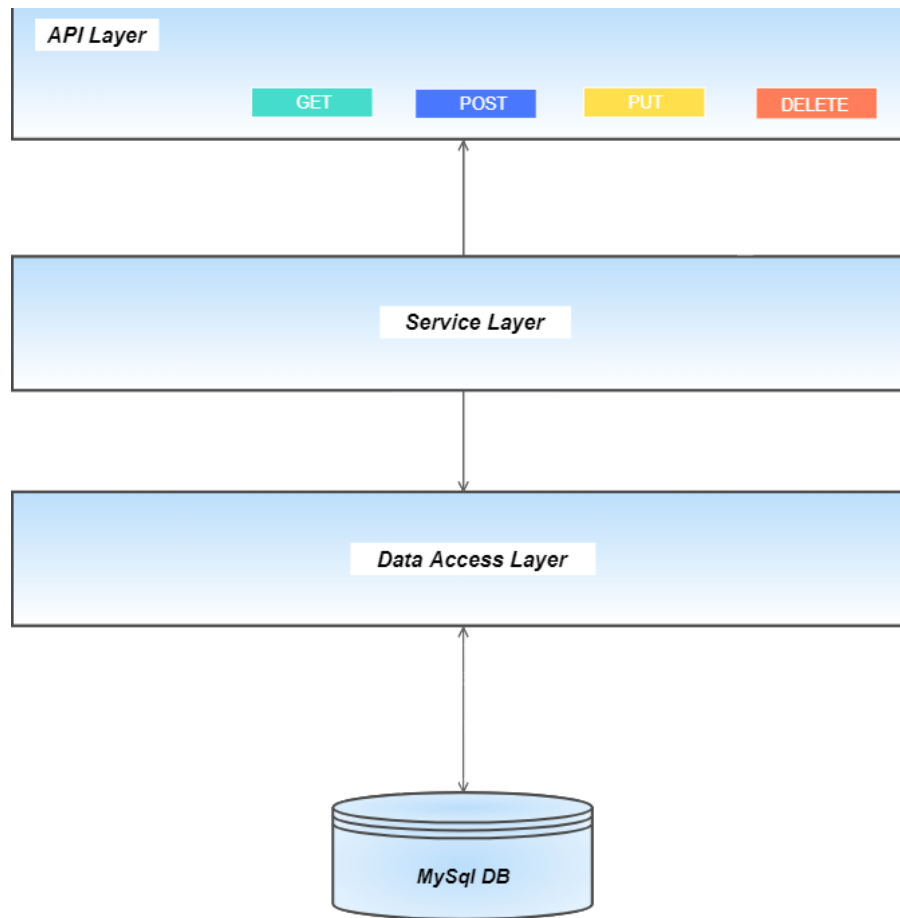 API Layer
GET POST PUT DELETE
Service Layer
Data Access Layer
MySql DB